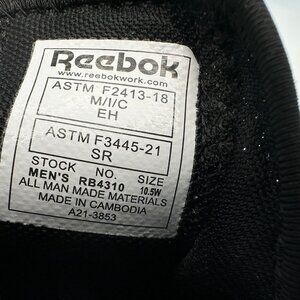 Reebok
www.reebokwork.com
ASTM F2413-18
M/I/C
EH
ASTM F3445-21
SR
STOCK NO. SIZE
MEN'S RB4310 10.5W
ALL MAN MADE MATERIALS
MADE IN CAMBODIA
A21-3853